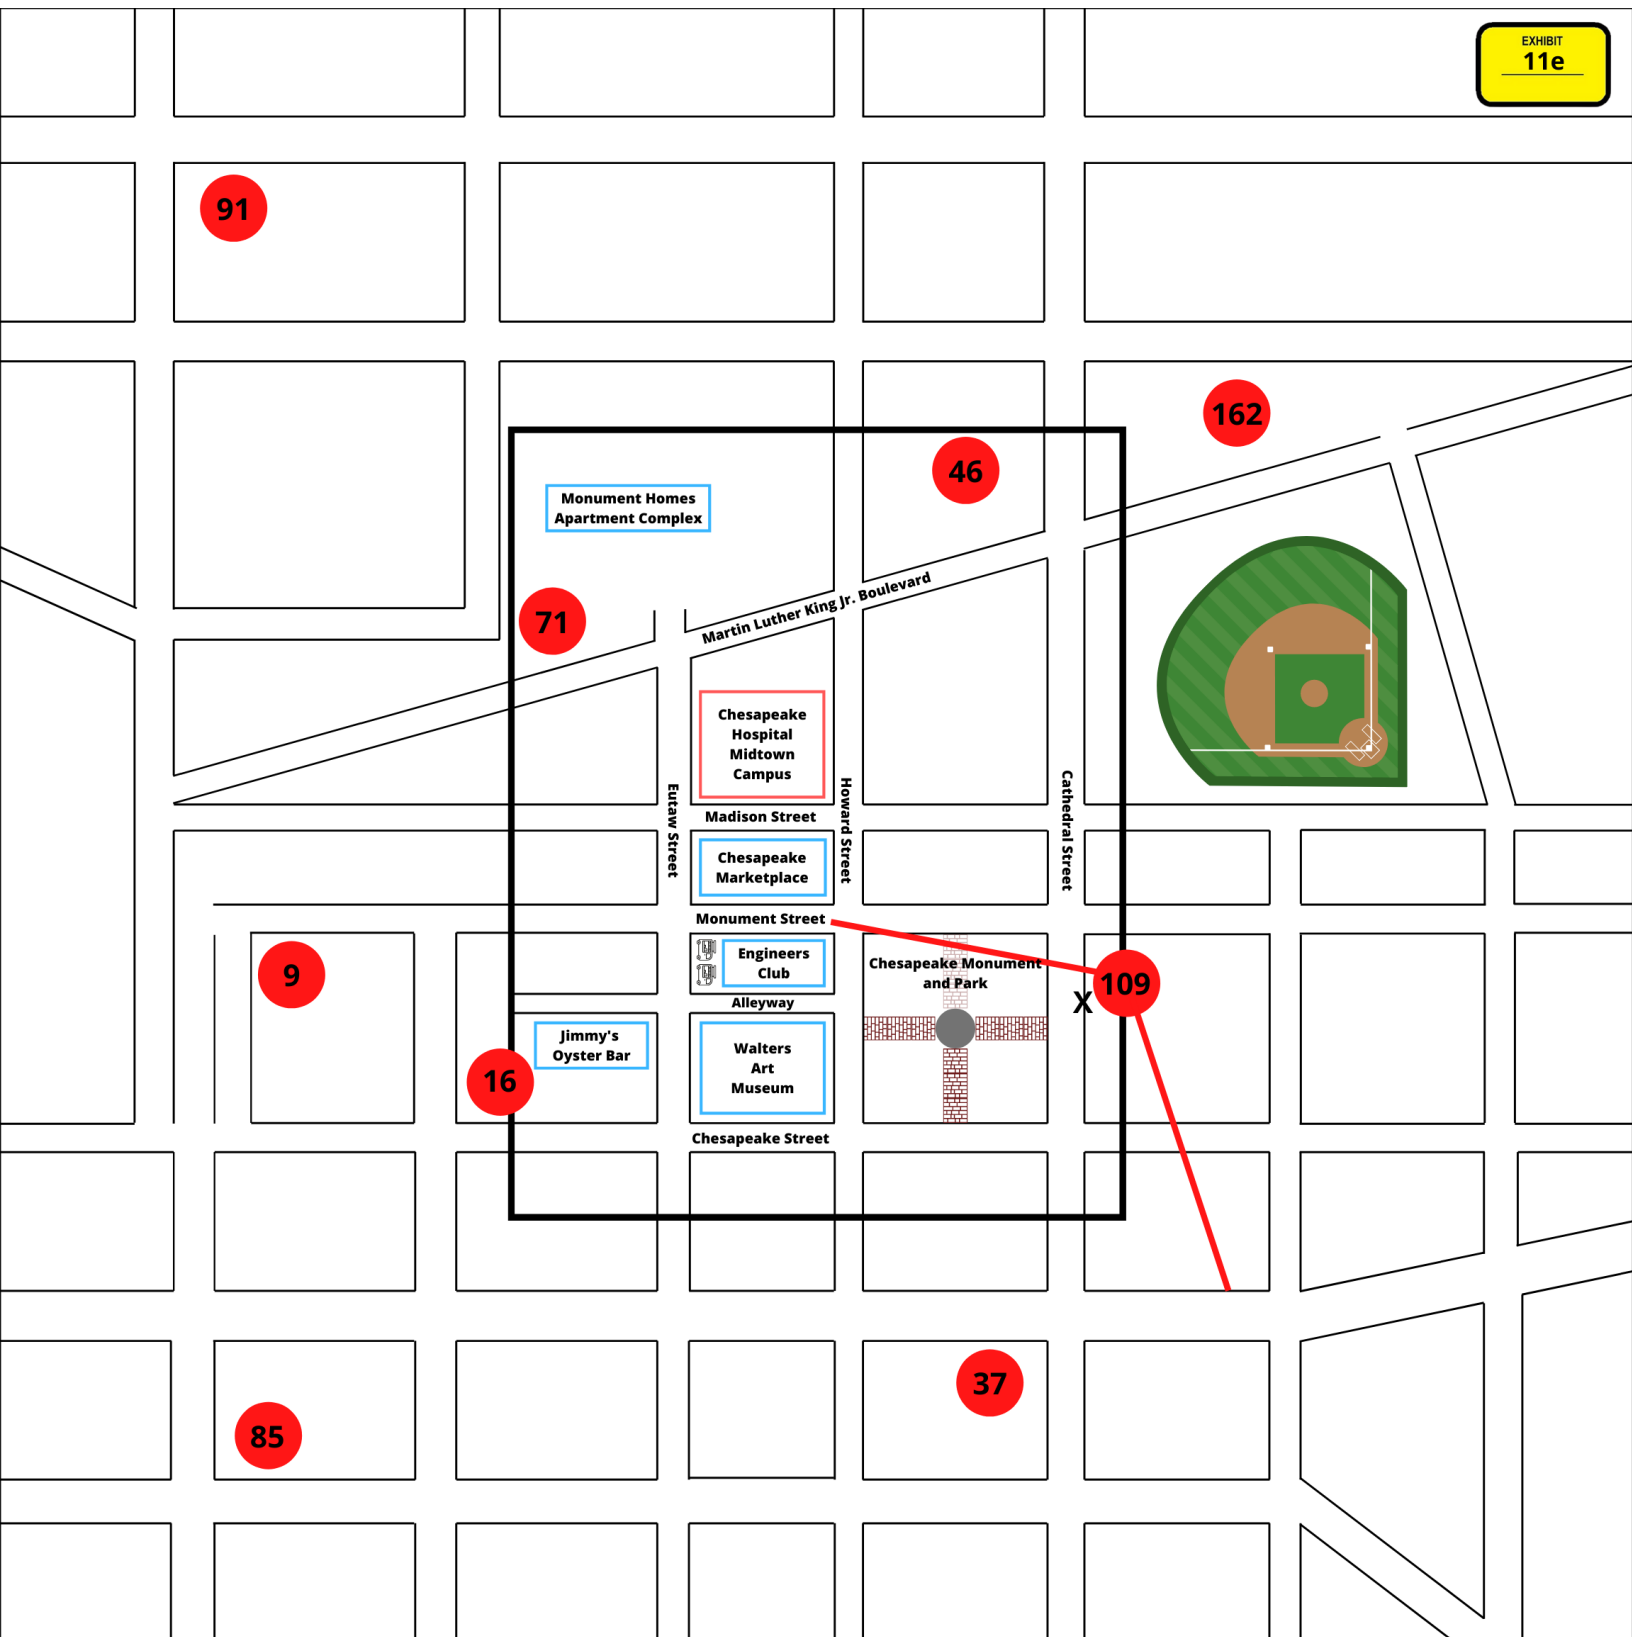 EXHIBIT
11e
91
162
46
Monument Homes
Apartment Complex
71
Martin Luther King Jr. Boulevard
Chesapeake
Hospital
Midtown
Campus
Eutaw Street
Howard Street
Cathedral Street
Madison Street
Chesapeake
Marketplace
Monument Street
9
Engineers
Club
Chesapeake Monument
and Park
109
X
Alleyway
Jimmy's
Oyster Bar
16
Walters
Art
Museum
Chesapeake Street
37
85